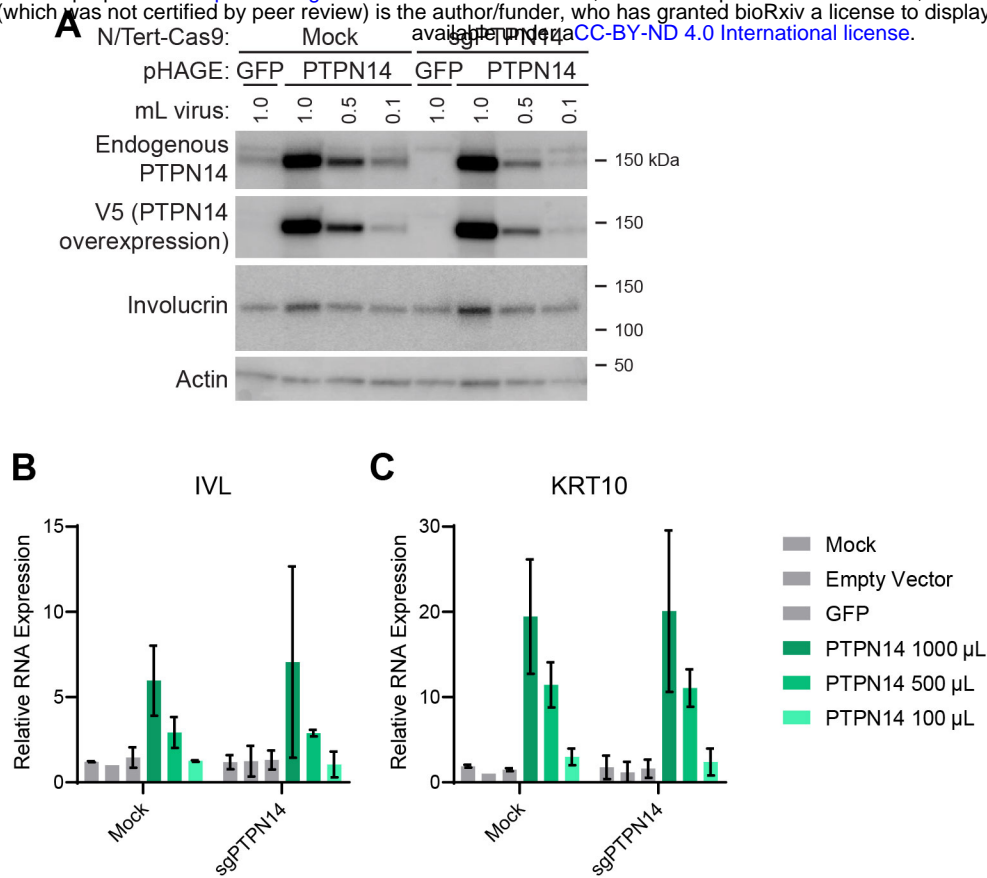 (which was not certified by peer review) is the author/funder, who has granted bioRxiv a license to display
available under a CC-BY-ND 4.0 International license.
A
N/Tert-Cas9: Mock sgPTPN14
pHAGE: GFP PTPN14 GFP PTPN14
mL virus: 1.0 1.0 0.5 0.1 1.0 1.0 0.5 0.1
Endogenous
PTPN14
150 kDa
V5 (PTPN14
overexpression)
150
Involucrin
150
100
Actin
50
B
IVL
Relative RNA Expression
15
10
5
0
Mock
sgPTPN14
C
KRT10
Relative RNA Expression
30
20
10
0
Mock
sgPTPN14
Mock
Empty Vector
GFP
PTPN14 1000 µL
PTPN14 500 µL
PTPN14 100 µL